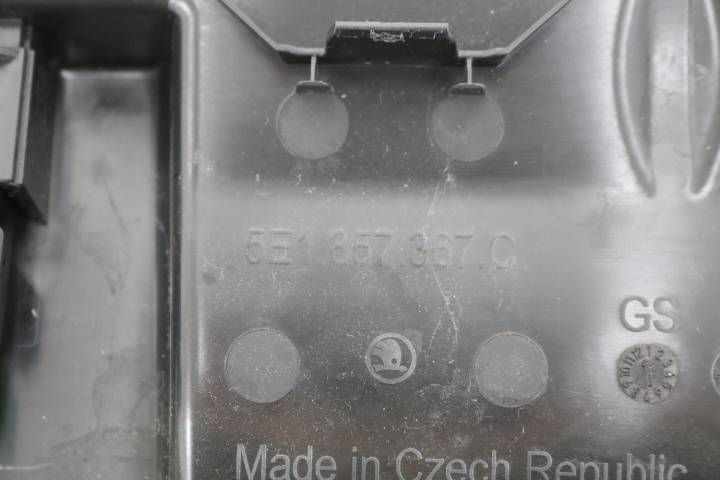 5E1 857.367.C
GS
Made in Czech Republic